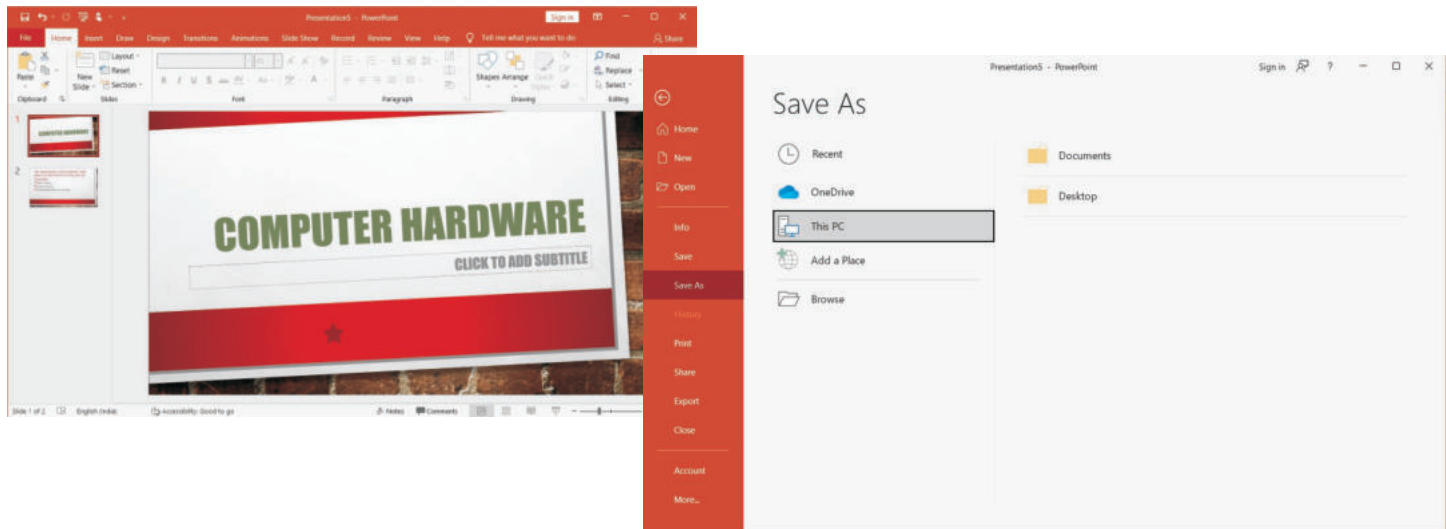 Presentation5 - PowerPoint
Sign in
File Home Insert Draw Design Transitions Animations Slide Show Record Review View Help Tell me what you want to do Share
Paste
New Slide
Layout
Reset
Section
Shapes Arrange
Find
Replace
Select
Clipboard Slides Font Paragraph Drawing Editing
1
2
COMPUTER HARDWARE
COMPUTER HARDWARE
CLICK TO ADD SUBTITLE
Slide 1 of 2 English (India) Accessibility: Good to go Notes Comments
Presentation5 - PowerPoint Sign in ?
Home
New
Open
Info
Save
Save As
History
Print
Share
Export
Close
Account
More...
Save As
Recent
OneDrive
This PC
Add a Place
Browse
Documents
Desktop